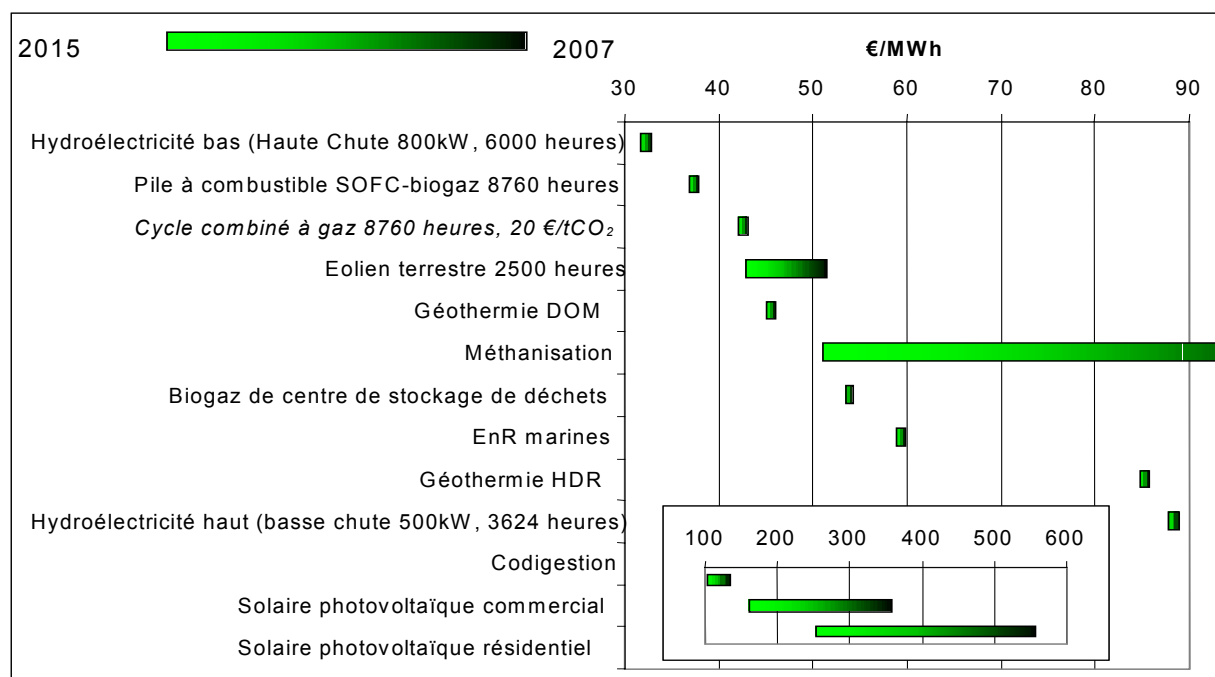 2015 2007 €/MWh
30 40 50 60 70 80 90
Hydroélectricité bas (Haute Chute 800kW, 6000 heures)
Pile à combustible SOFC-biogaz 8760 heures
Cycle combiné à gaz 8760 heures, 20 €/tCO₂
Eolien terrestre 2500 heures
Géothermie DOM
Méthanisation
Biogaz de centre de stockage de déchets
EnR marines
Géothermie HDR
Hydroélectricité haut (basse chute 500kW, 3624 heures)
100 200 300 400 500 600
Codigestion
Solaire photovoltaïque commercial
Solaire photovoltaïque résidentiel